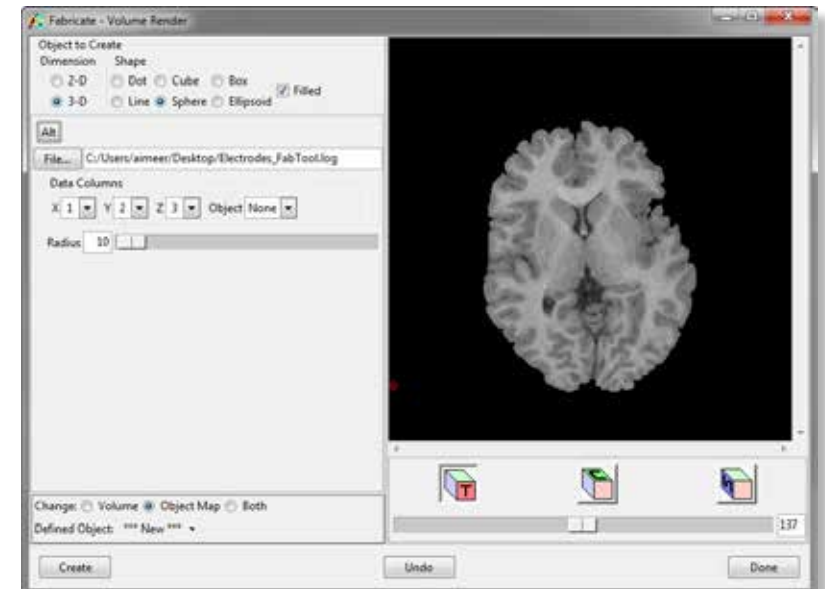 Fabricate - Volume Render
Object to Create
Dimension Shape
2-D Dot Cube Box
Filled
3-D Line Sphere Ellipsoid
Alt
File... C:/Users/aimeer/Desktop/Electrodes_FabTool.log
Data Columns
X 1 Y 2 Z 3 Object None
Radius 10
T
Change: Volume Object Map Both
Defined Object: *** New ***
137
Create Undo Done